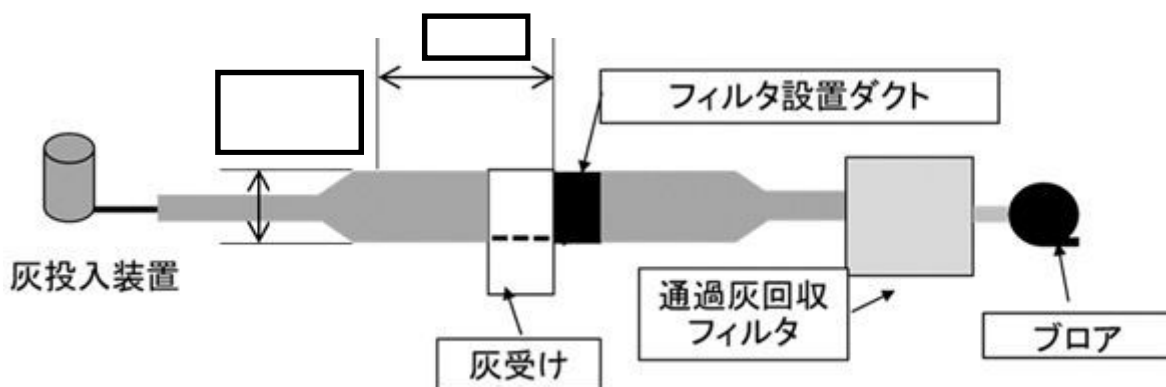 フィルタ設置ダクト
灰投入装置
灰受け
通過灰回収
フィルタ
ブロア